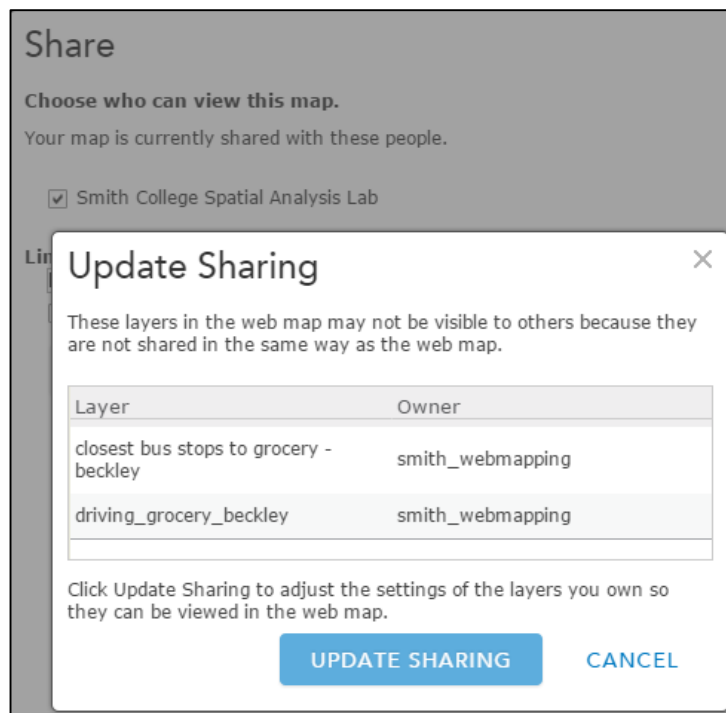 Share
Choose who can view this map.
Your map is currently shared with these people.
Smith College Spatial Analysis Lab
Lin
Update Sharing
These layers in the web map may not be visible to others because they
are not shared in the same way as the web map.
Layer Owner
closest bus stops to grocery -
beckley smith_webmapping
driving_grocery_beckley smith_webmapping
Click Update Sharing to adjust the settings of the layers you own so
they can be viewed in the web map.
UPDATE SHARING CANCEL